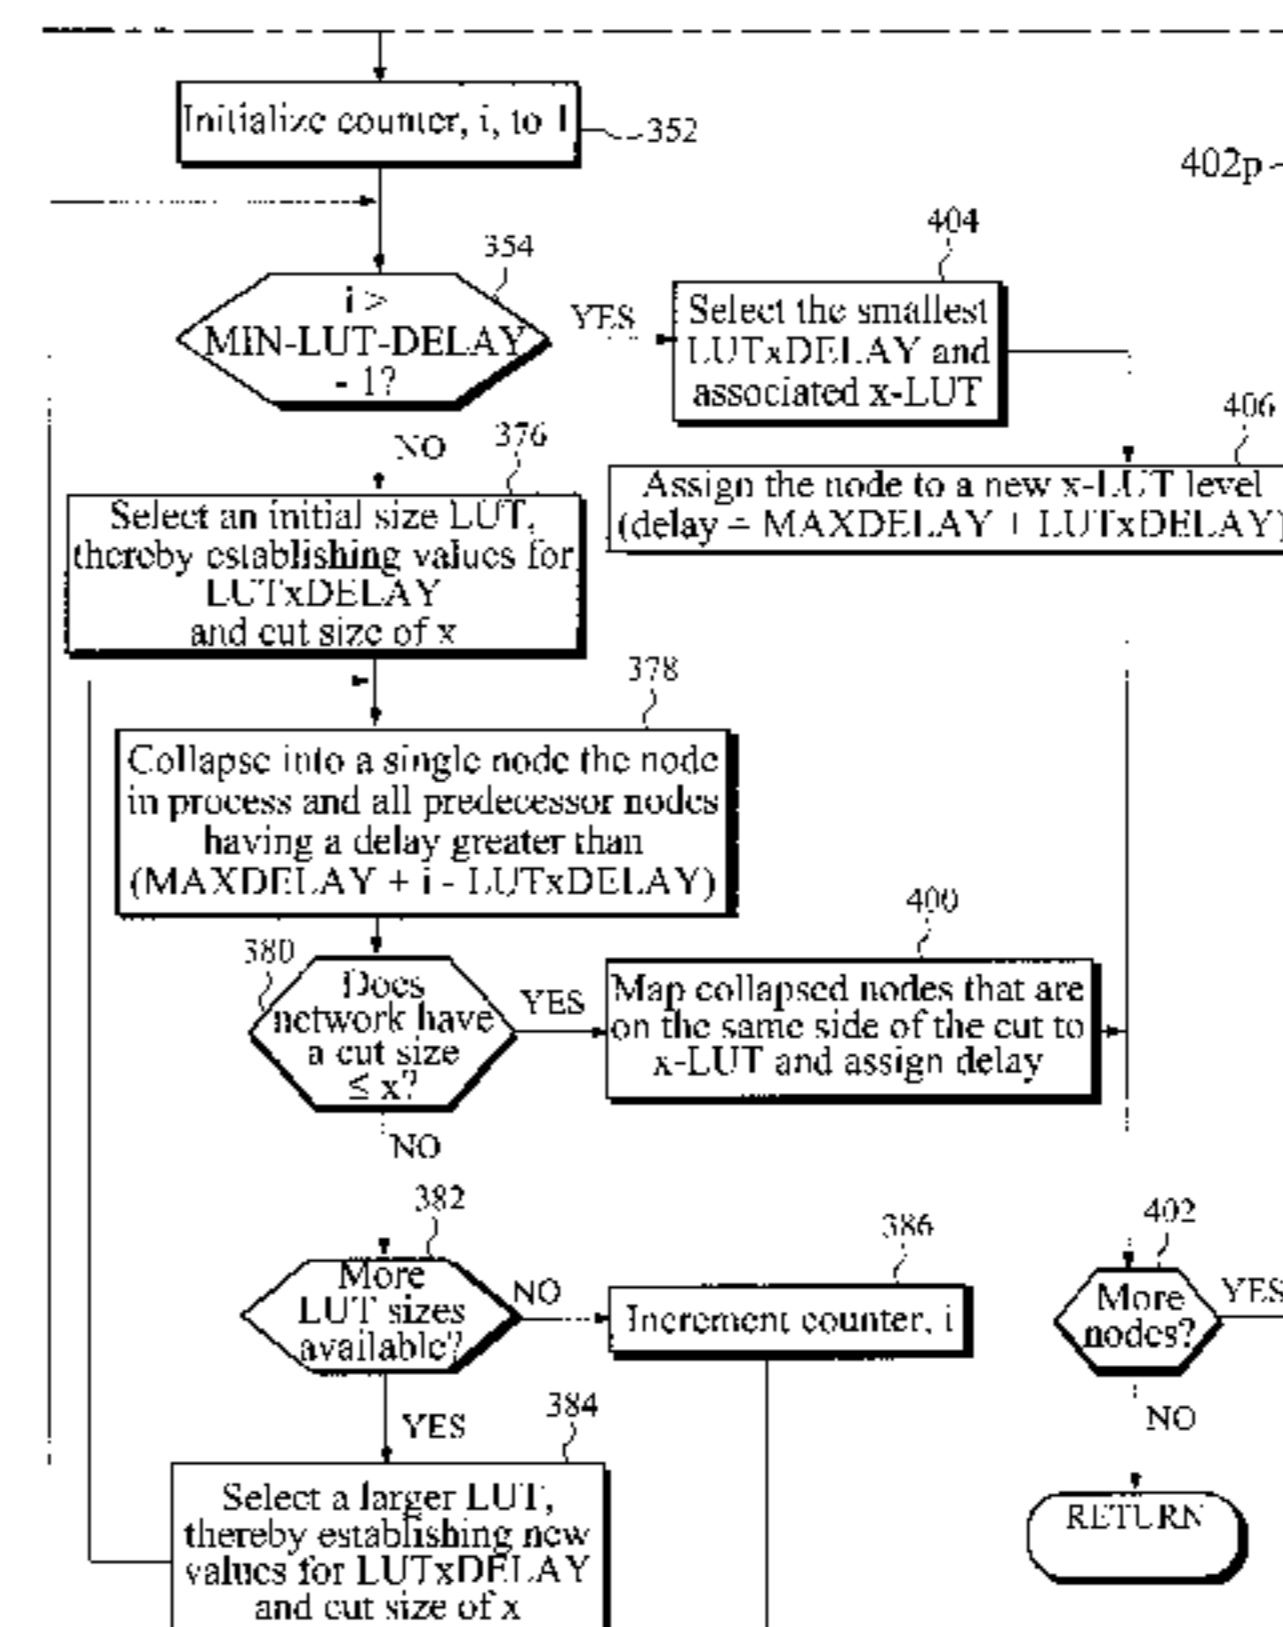 Initialize counter, i, to 1
352
402p
354
i >
MIN-LUT-DELAY
- 1?
YES
404
Select the smallest
LUTxDELAY and
associated x-LUT
406
Assign the node to a new x-LUT level
(delay = MAXDELAY + LUTxDELAY)
NO
376
Select an initial size LUT,
thereby establishing values for
LUTxDELAY
and cut size of x
378
Collapse into a single node the node
in process and all predecessor nodes
having a delay greater than
(MAXDELAY + i - LUTxDELAY)
380
Does
network have
a cut size
≤ x?
YES
400
Map collapsed nodes that are
on the same side of the cut to
x-LUT and assign delay
NO
382
More
LUT sizes
available?
NO
386
Increment counter, i
402
More
nodes?
YES
YES
384
Select a larger LUT,
thereby establishing new
values for LUTxDELAY
and cut size of x
NO
RETURN